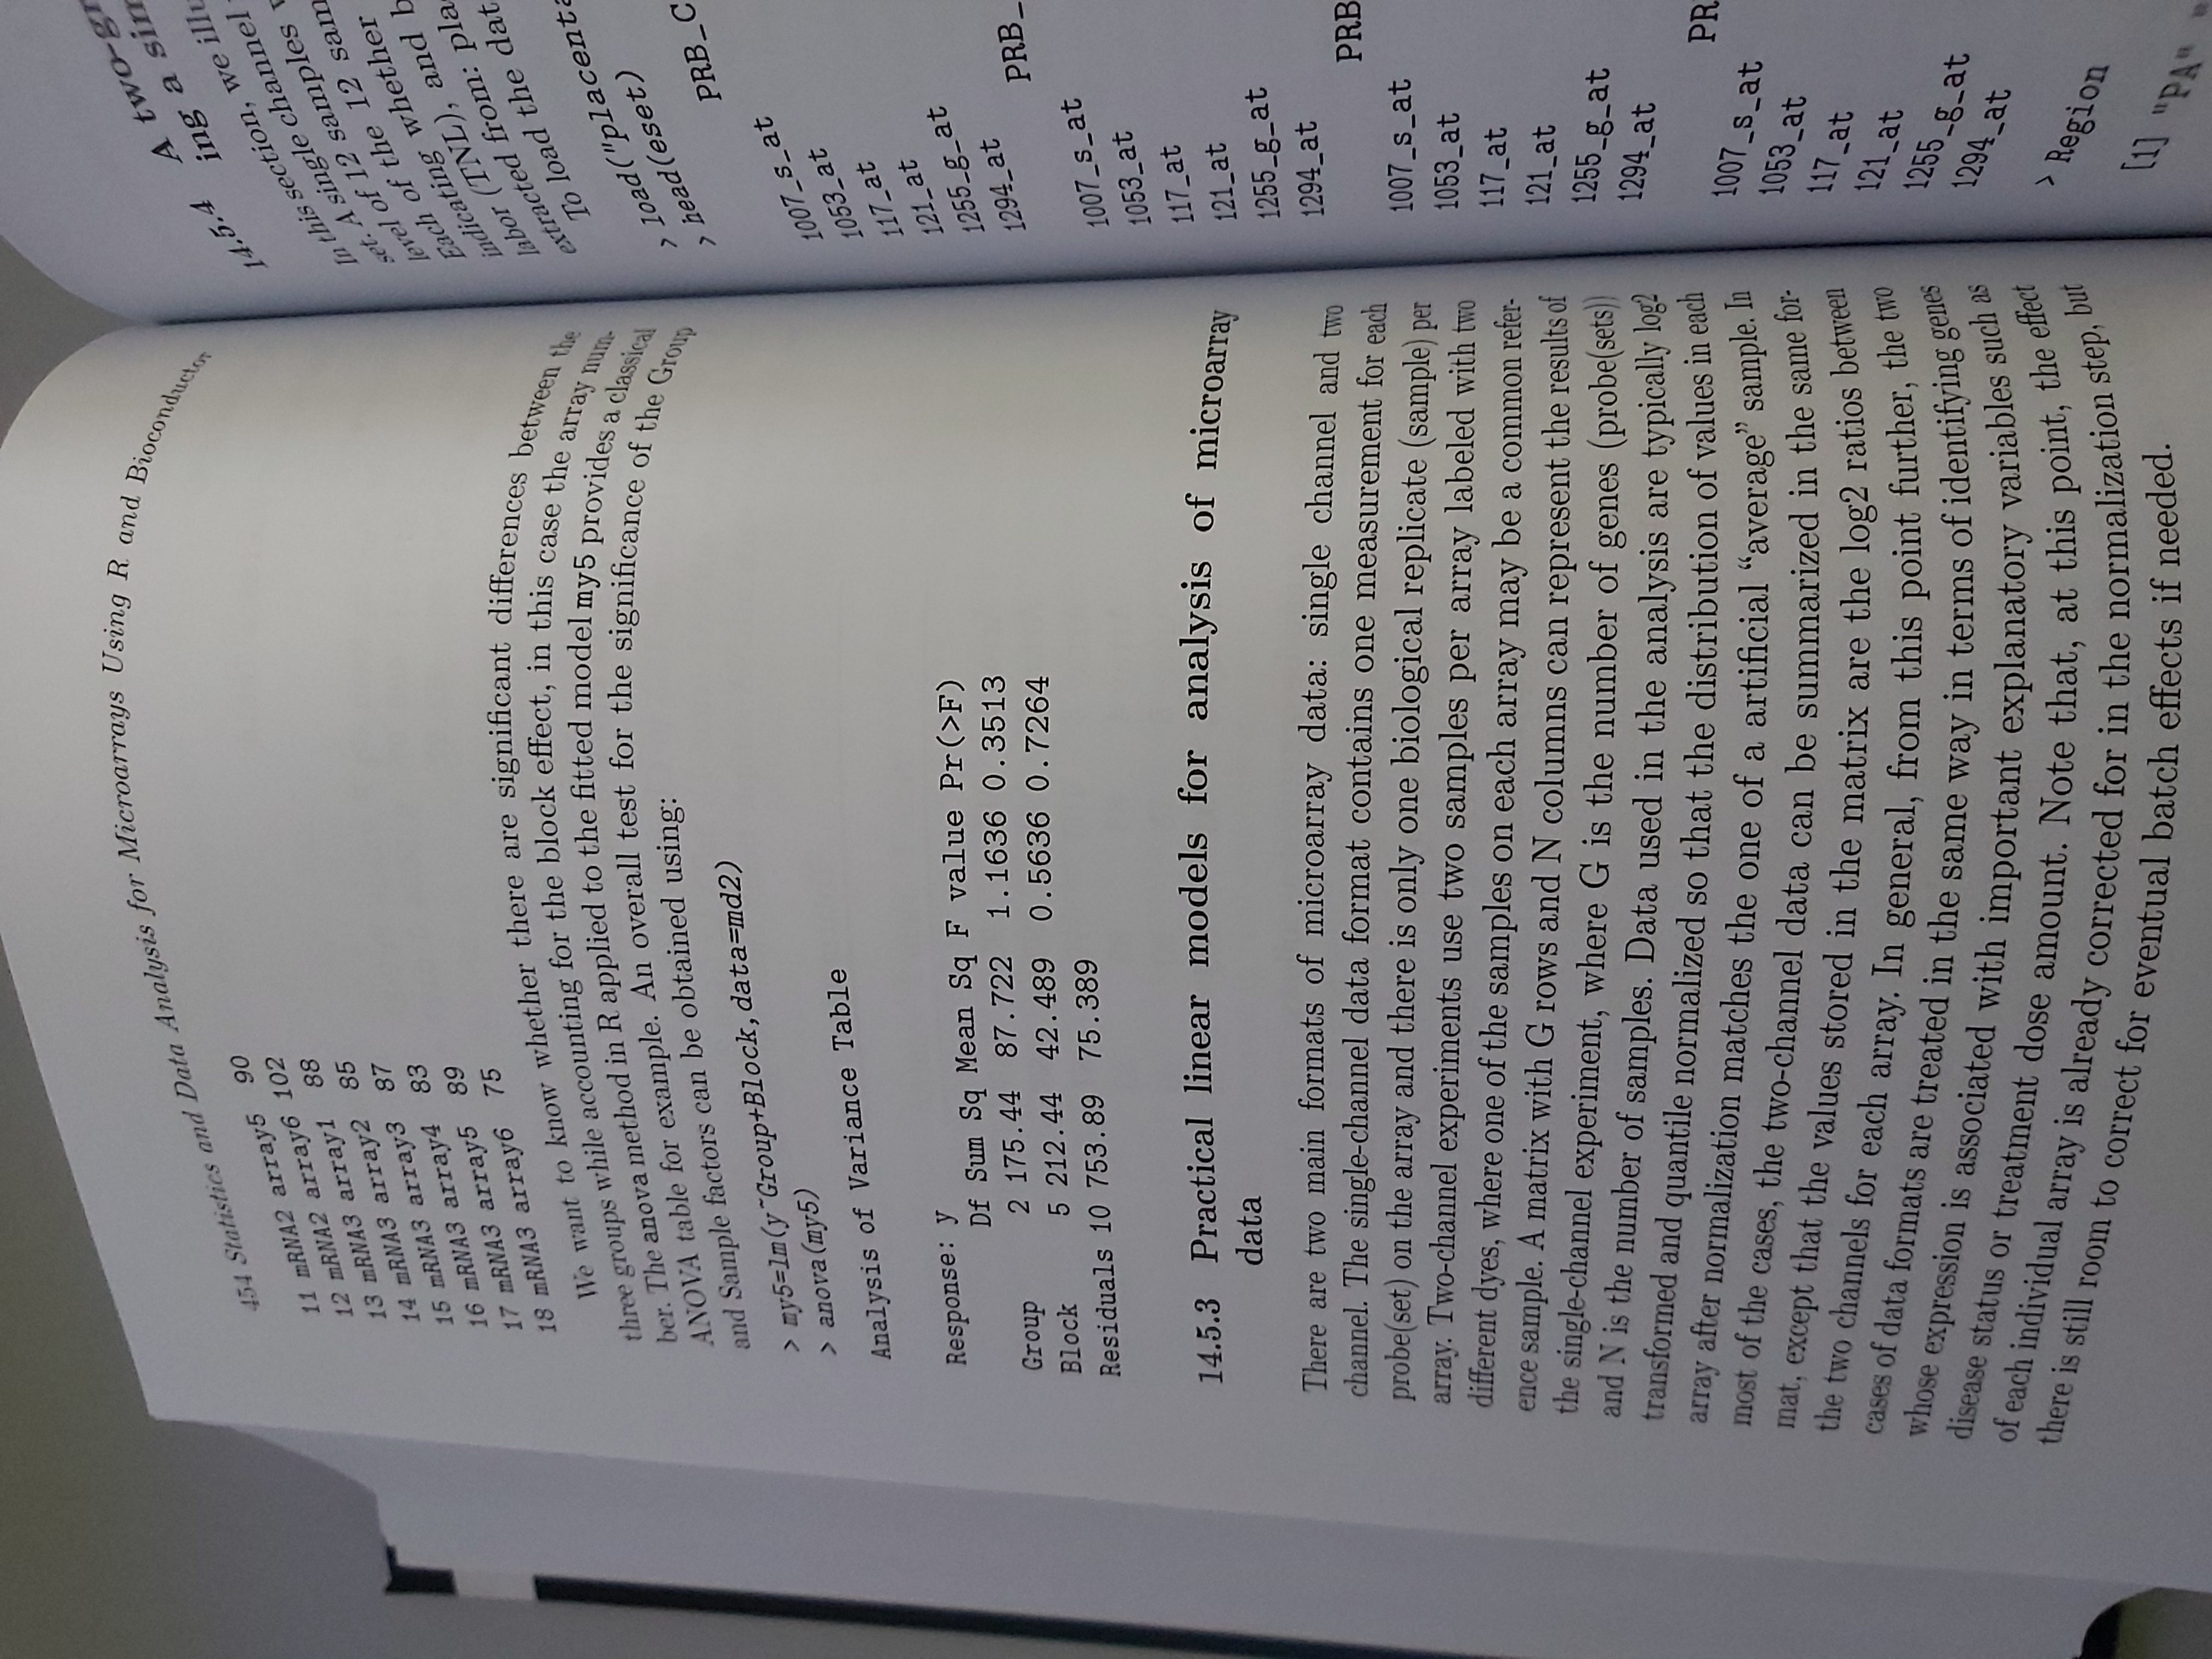 454 Statistics and Data Analysis for Microarrays Using R and Bioconductor
11 mRNA2 array5 90
12 mRNA2 array6 102
13 mRNA3 array1 88
14 mRNA3 array2 85
15 mRNA3 array3 87
16 mRNA3 array4 83
17 mRNA3 array5 89
18 mRNA3 array6 75
We want to know whether there are significant differences between the
three groups while accounting for the block effect, in this case the array num-
ber. The anova method in R applied to the fitted model my5 provides a classical
ANOVA table for example. An overall test for the significance of the Group
and Sample factors can be obtained using:
> my5=lm(y~Group+Block,data=md2)
> anova(my5)
Analysis of Variance Table
Response: y
Df Sum Sq Mean Sq F value Pr(>F)
Group 2 175.44 87.722 1.1636 0.3513
Block 5 212.44 42.489 0.5636 0.7264
Residuals 10 753.89 75.389
14.5.3 Practical linear models for analysis of microarray
data
There are two main formats of microarray data: single channel and two
channel. The single-channel data format contains one measurement for each
probe(set) on the array and there is only one biological replicate (sample) per
array. Two-channel experiments use two samples per array labeled with two
different dyes, where one of the samples on each array may be a common refer-
ence sample. A matrix with G rows and N columns can represent the results of
the single-channel experiment, where G is the number of genes (probe(sets))
and N is the number of samples. Data used in the analysis are typically log2
transformed and quantile normalized so that the distribution of values in each
array after normalization matches the one of a artificial “average” sample. In
most of the cases, the two-channel data can be summarized in the same for-
mat, except that the values stored in the matrix are the log2 ratios between
the two channels for each array. In general, from this point further, the two
cases of data formats are treated in the same way in terms of identifying genes
whose expression is associated with important explanatory variables such as
disease status or treatment dose amount. Note that, at this point, the effect
of each individual array is already corrected for in the normalization step, but
there is still room to correct for eventual batch effects if needed.
14.5.4 A two-gr
ing a sim
In this section, we illu
set. A single channel
level of 12 samples
Each of the 12 sam
indicating whether
labor (TNL), and b
extracted from: pla
To load the dat
> load("placenta
> head(eset)
PRB_C
1007_s_at
1053_at
117_at
121_at
1255_g_at
1294_at
PRB_
1007_s_at
1053_at
117_at
121_at
1255_g_at
1294_at
PRB
1007_s_at
1053_at
117_at
121_at
1255_g_at
1294_at
PR
1007_s_at
1053_at
117_at
121_at
1255_g_at
1294_at
> Region
[1] "PA" "